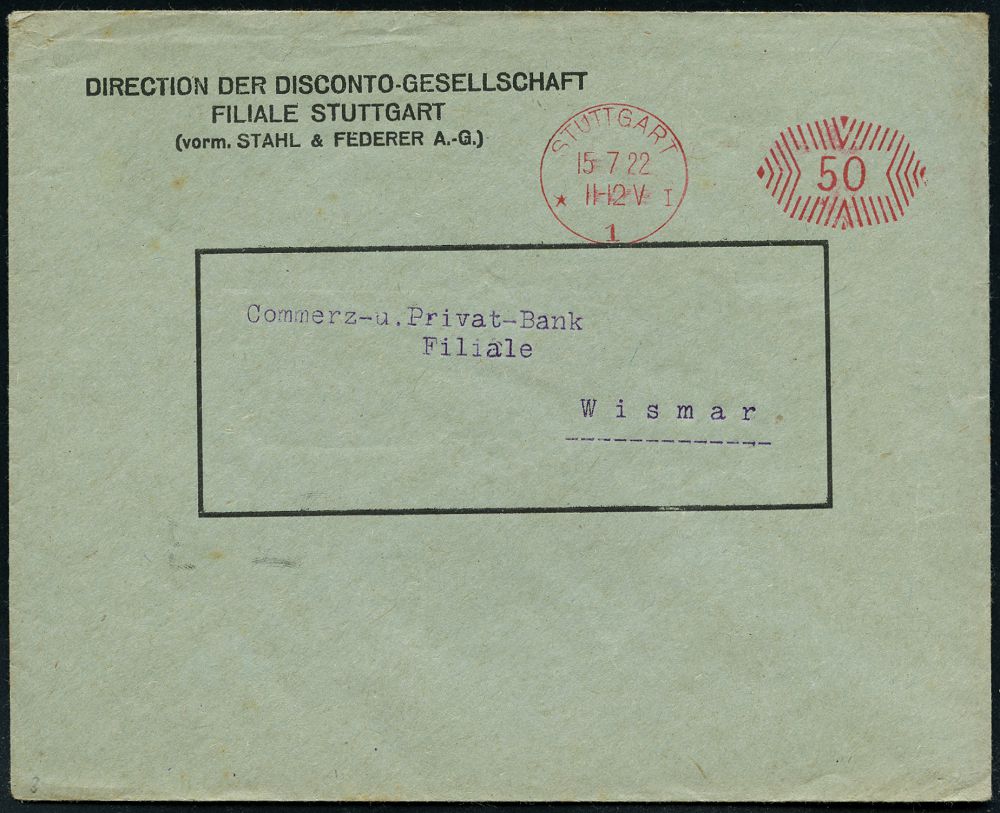 DIRECTION DER DISCONTO-GESELLSCHAFT
FILIALE STUTTGART
(vorm. STAHL & FEDERER A.-G.)
STUTTGART
15 7 22
★ 11-12 V I
1
50
Commerz-u.Privat-Bank
Filiale
W i s m a r
3